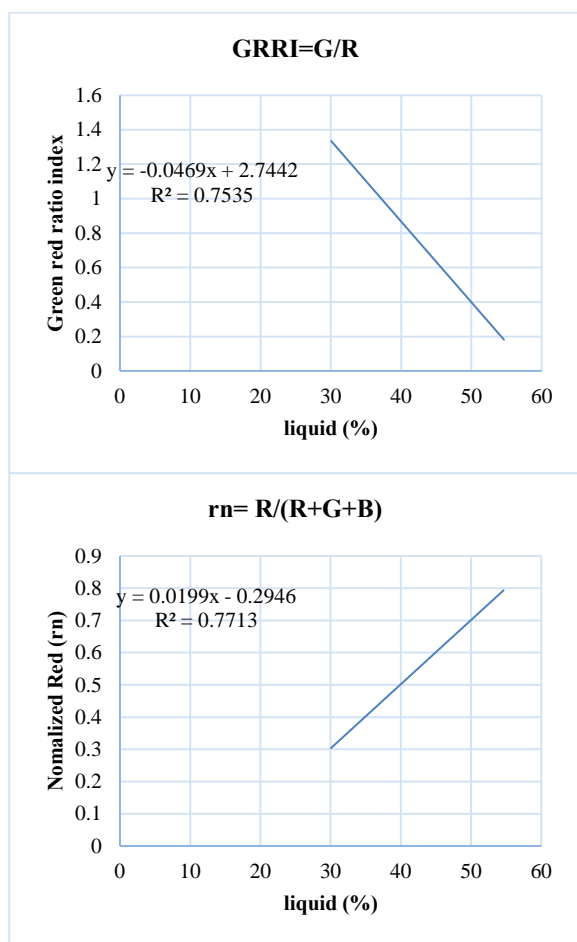 GRRI=G/R
Green red ratio index
1.6
1.4
1.2
1
0.8
0.6
0.4
0.2
0
y = -0.0469x + 2.7442
R² = 0.7535
0 10 20 30 40 50 60
liquid (%)
rn= R/(R+G+B)
Nomalized Red (rn)
0.9
0.8
0.7
0.6
0.5
0.4
0.3
0.2
0.1
0
y = 0.0199x - 0.2946
R² = 0.7713
0 10 20 30 40 50 60
liquid (%)